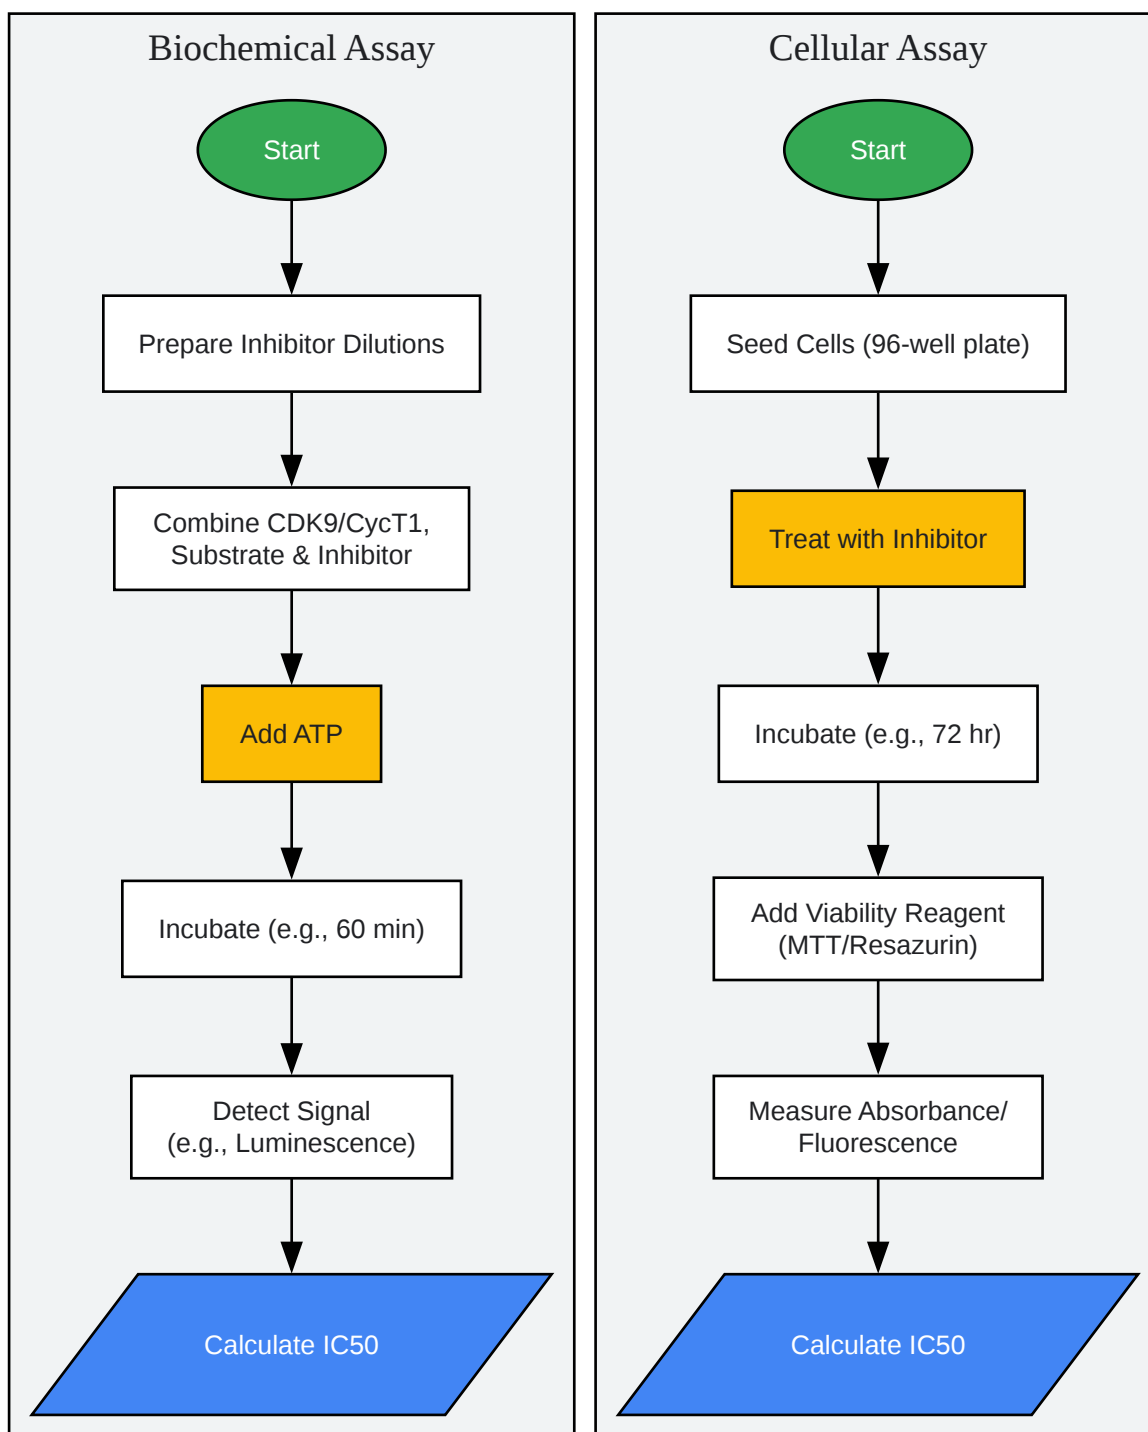 Biochemical Assay
Start
Prepare Inhibitor Dilutions
Combine CDK9/CycT1,
Substrate & Inhibitor
Add ATP
Incubate (e.g., 60 min)
Detect Signal
(e.g., Luminescence)
Calculate IC50
Cellular Assay
Start
Seed Cells (96-well plate)
Treat with Inhibitor
Incubate (e.g., 72 hr)
Add Viability Reagent
(MTT/Resazurin)
Measure Absorbance/
Fluorescence
Calculate IC50